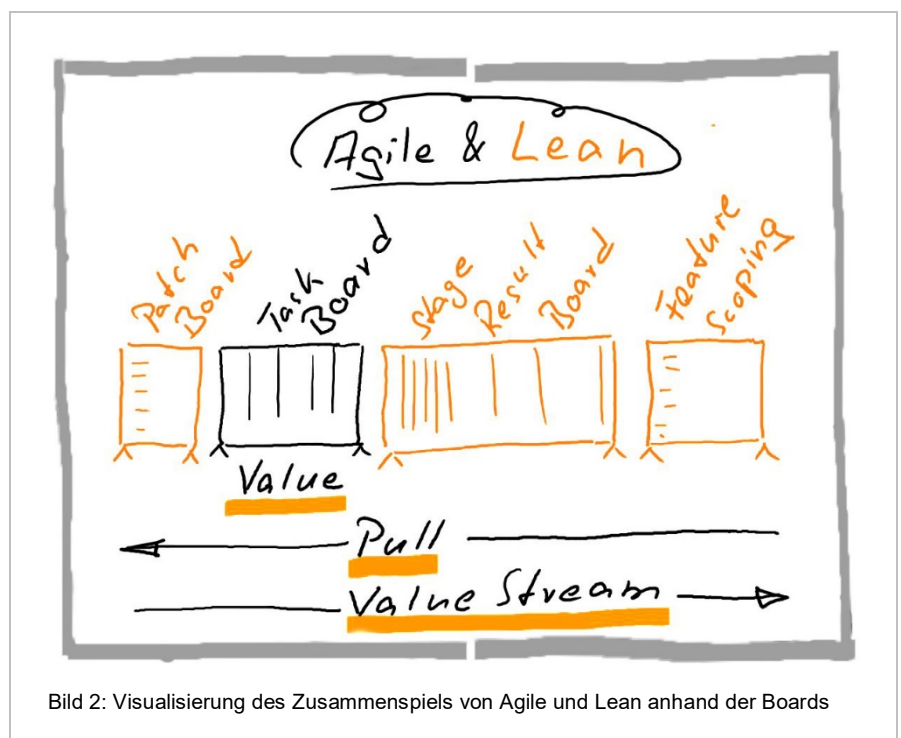 Agile & Lean
Patch
Board
Task
Board
Stage
Result
Board
Feature
Scoping
Value
Pull
Value Stream
Bild 2: Visualisierung des Zusammenspiels von Agile und Lean anhand der Boards